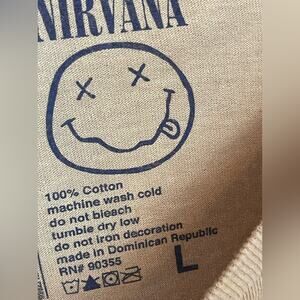 NIRVANA
100% Cotton
machine wash cold
do not bleach
tumble dry low
do not iron decoration
made in Dominican Republic
RN# 90355
L